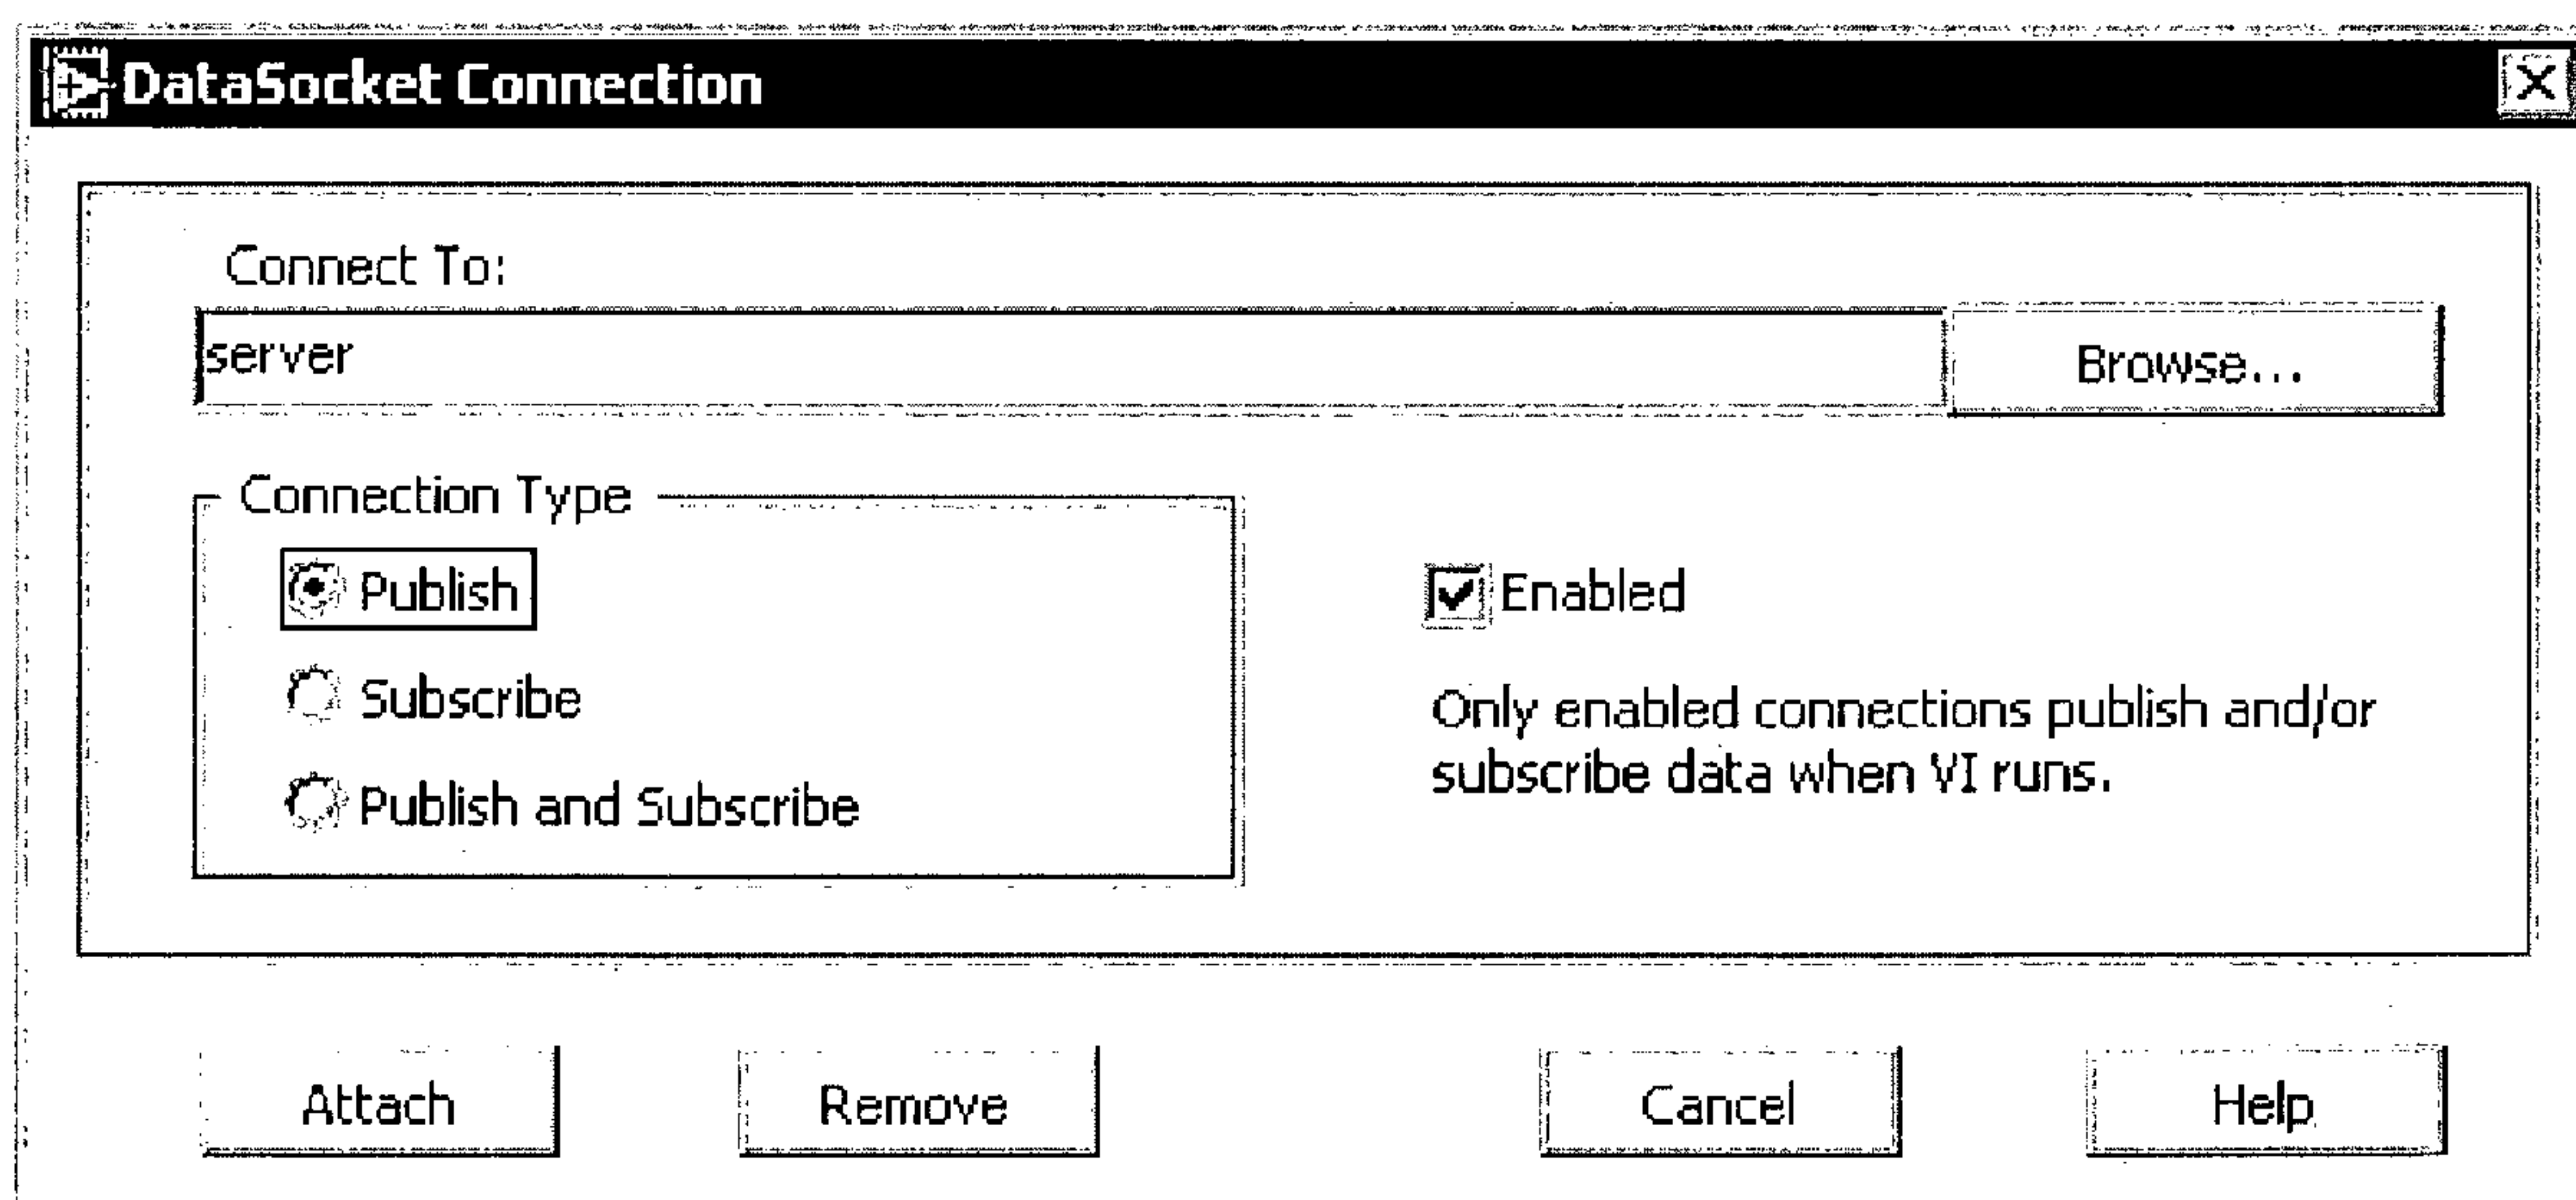 DataSocket Connection
Connect To:
server
Browse...
Connection Type
Publish
Enabled
Subscribe
Only enabled connections publish and/or
subscribe data when VI runs.
Publish and Subscribe
Attach
Remove
Cancel
Help